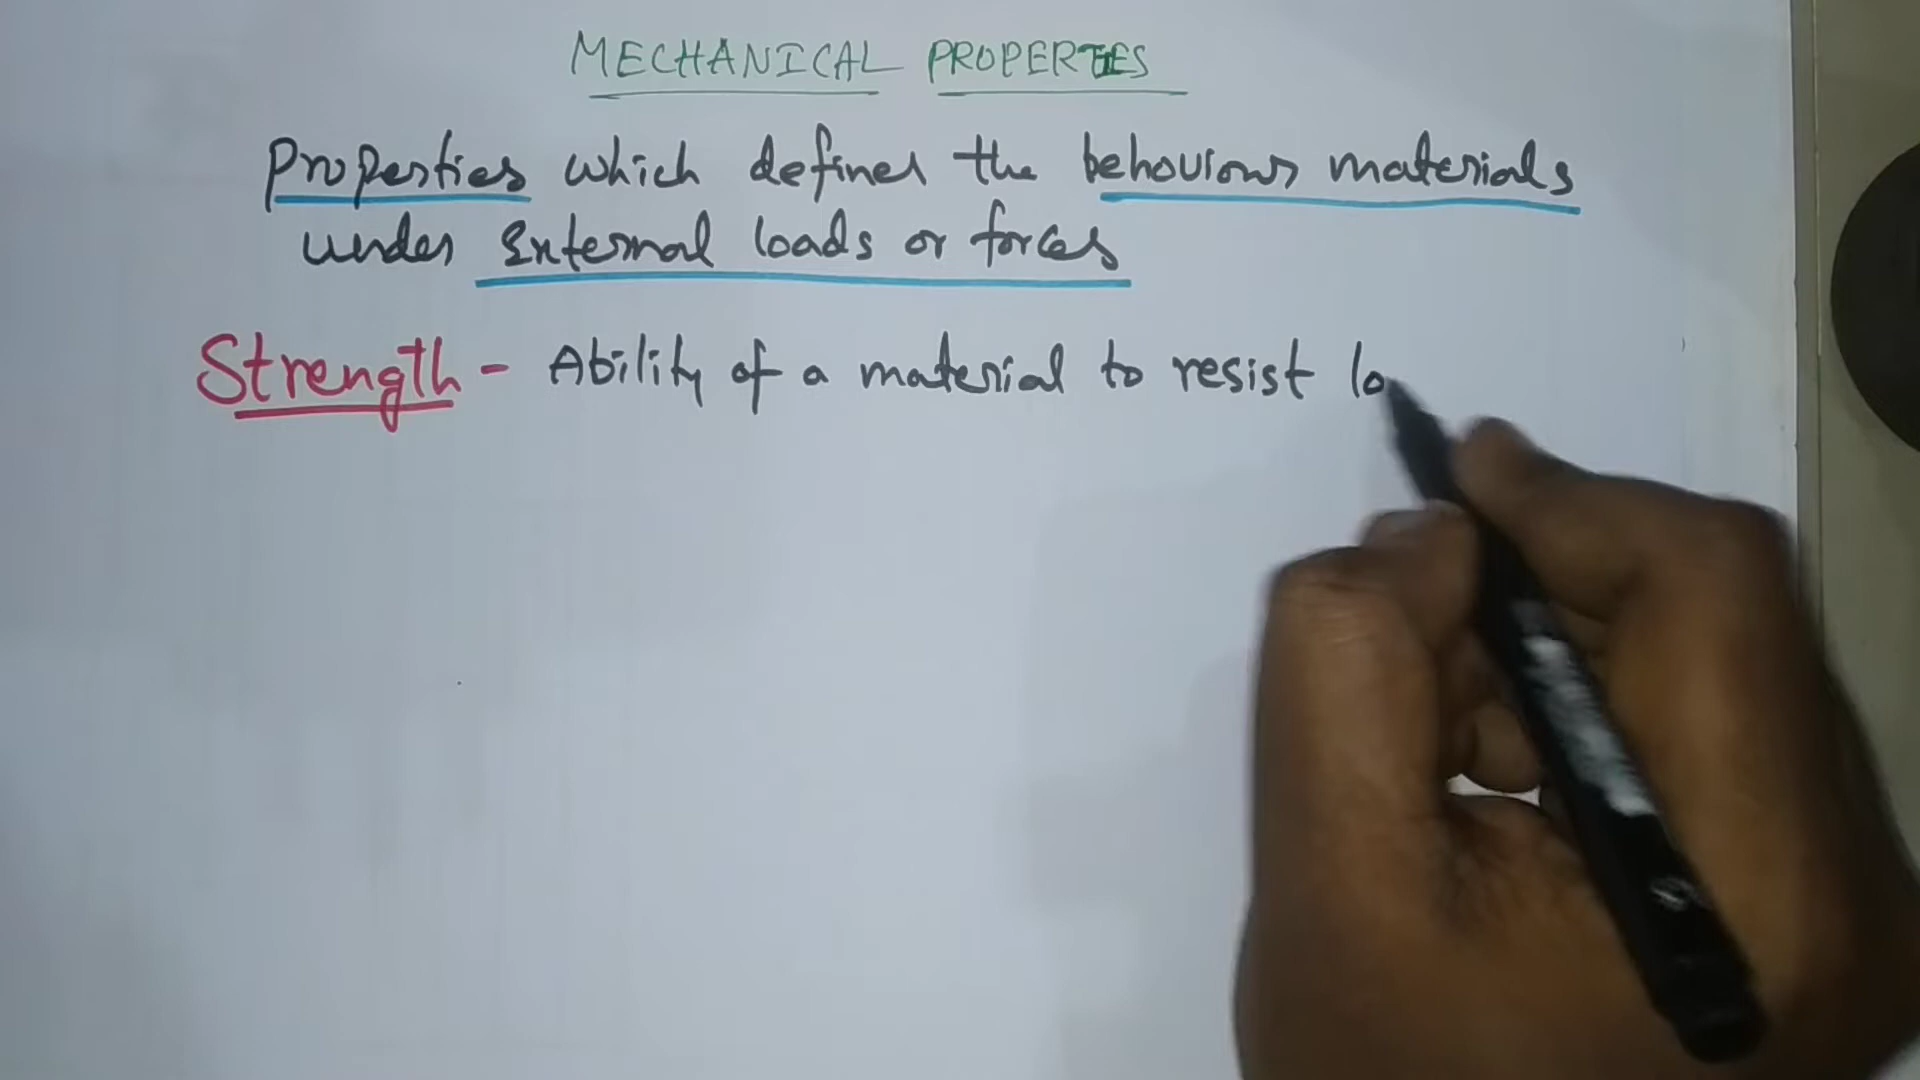 MECHANICAL PROPERTIES
Properties which defines the behaviours materials
under External loads or forces
Strength - Ability of a material to resist lo